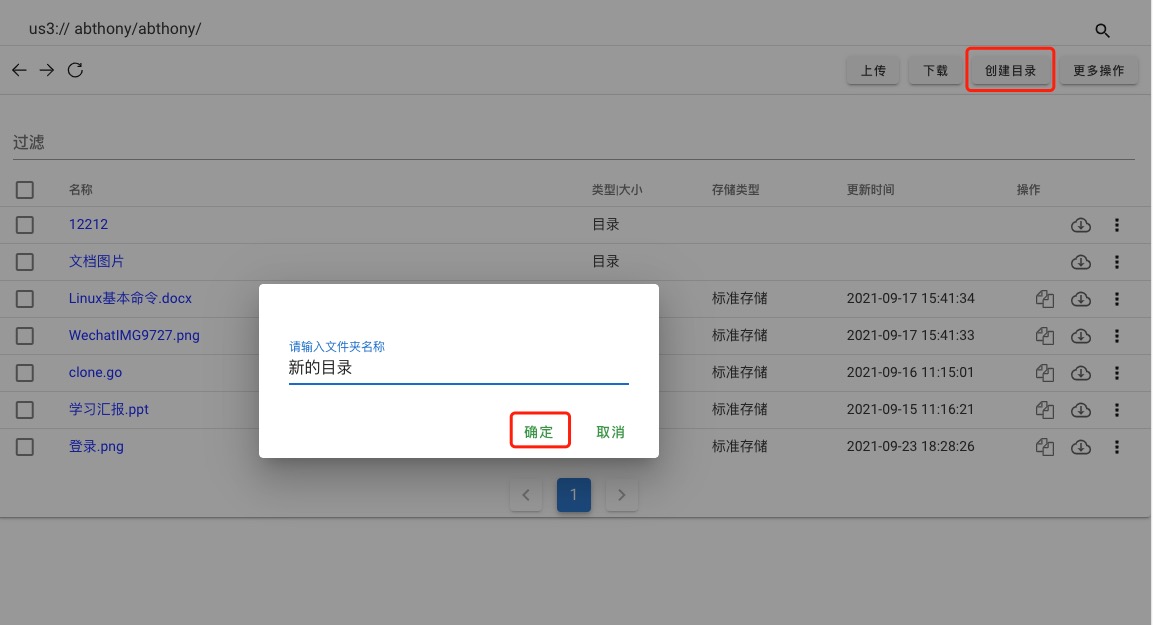 us3:// abthony/abthony/
上传 下载 创建目录 更多操作
过滤
名称 类型|大小 存储类型 更新时间 操作
12212 目录
文档图片 目录
Linux基本命令.docx 标准存储 2021-09-17 15:41:34
WechatIMG9727.png 标准存储 2021-09-17 15:41:33
clone.go 标准存储 2021-09-16 11:15:01
学习汇报.ppt 标准存储 2021-09-15 11:16:21
登录.png 标准存储 2021-09-23 18:28:26
请输入文件夹名称
新的目录
确定 取消
1